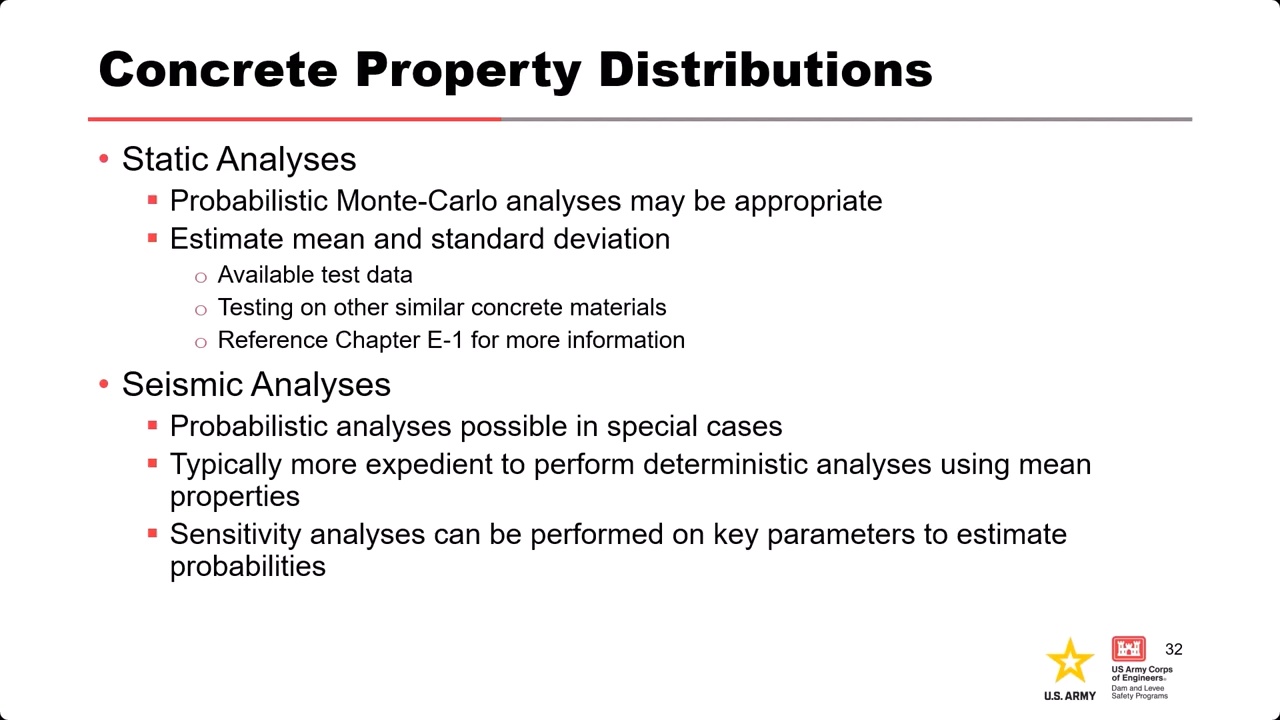 Concrete Property Distributions
• Static Analyses
▪ Probabilistic Monte-Carlo analyses may be appropriate
▪ Estimate mean and standard deviation
o Available test data
o Testing on other similar concrete materials
o Reference Chapter E-1 for more information
• Seismic Analyses
▪ Probabilistic analyses possible in special cases
▪ Typically more expedient to perform deterministic analyses using mean
properties
▪ Sensitivity analyses can be performed on key parameters to estimate
probabilities
32
U.S. ARMY
US Army Corps
of Engineers®
Dam and Levee
Safety Programs